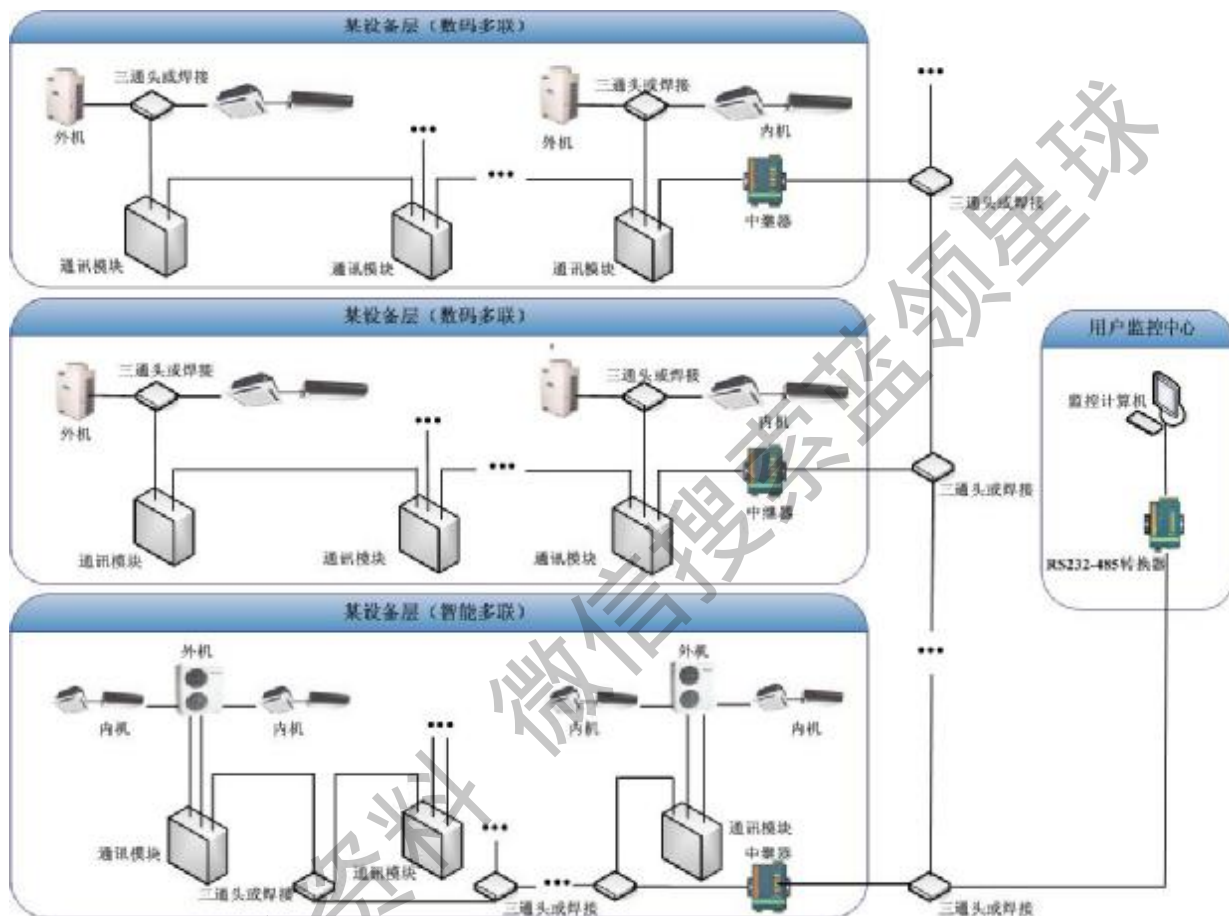 某设备层（数码多联）
三通头或焊接
三通头或焊接
外机
外机
内机
中继器
三通头或焊接
通讯模块
通讯模块
通讯模块
某设备层（数码多联）
三通头或焊接
三通头或焊接
外机
内机
中继器
三通头或焊接
通讯模块
通讯模块
通讯模块
用户监控中心
监控计算机
RS232-485转换器
某设备层（智能多联）
外机
外机
内机
内机
内机
内机
通讯模块
通讯模块
通讯模块
中继器
三通头或焊接
三通头或焊接
三通头或焊接
资料 微信搜索蓝领星球